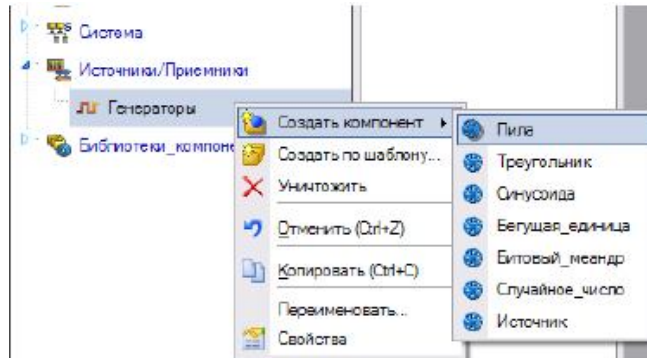 Система
Источники/Приемники
Генераторы
Библиотеки_компоне
Создать компонент
Создать по шаблону...
Уничтожить
Отменить (Ctrl+Z)
Копировать (Ctrl+C)
Переименовать...
Свойства
Пила
Треугольник
Синусоида
Бегущая_единица
Битовый_меандр
Случайное_число
Источник